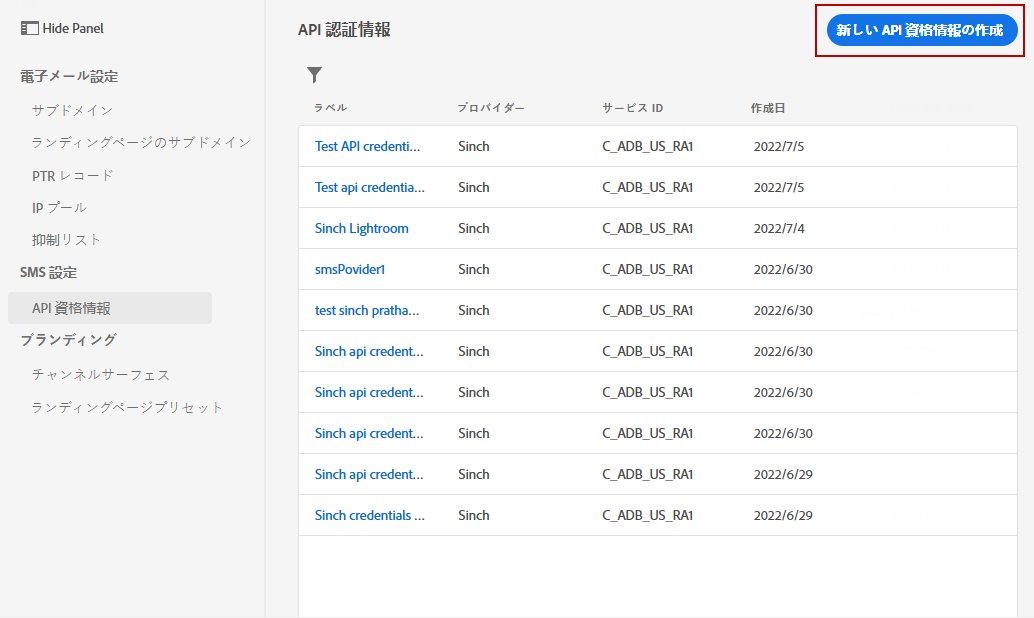 Hide Panel
電子メール設定
サブドメイン
ランディングページのサブドメイン
PTR レコード
IP プール
抑制リスト
SMS 設定
API 資格情報
ブランディング
チャンネルサーフェス
ランディングページプリセット
API 認証情報
新しい API 資格情報の作成
ラベル プロバイダー サービス ID 作成日
Test API credenti... Sinch C_ADB_US_RA1 2022/7/5
Test api credentia... Sinch C_ADB_US_RA1 2022/7/5
Sinch Lightroom Sinch C_ADB_US_RA1 2022/7/4
smsPovider1 Sinch C_ADB_US_RA1 2022/6/30
test sinch pratha... Sinch C_ADB_US_RA1 2022/6/30
Sinch api credent... Sinch C_ADB_US_RA1 2022/6/30
Sinch api credent... Sinch C_ADB_US_RA1 2022/6/30
Sinch api credent... Sinch C_ADB_US_RA1 2022/6/30
Sinch api credent... Sinch C_ADB_US_RA1 2022/6/29
Sinch credentials ... Sinch C_ADB_US_RA1 2022/6/29